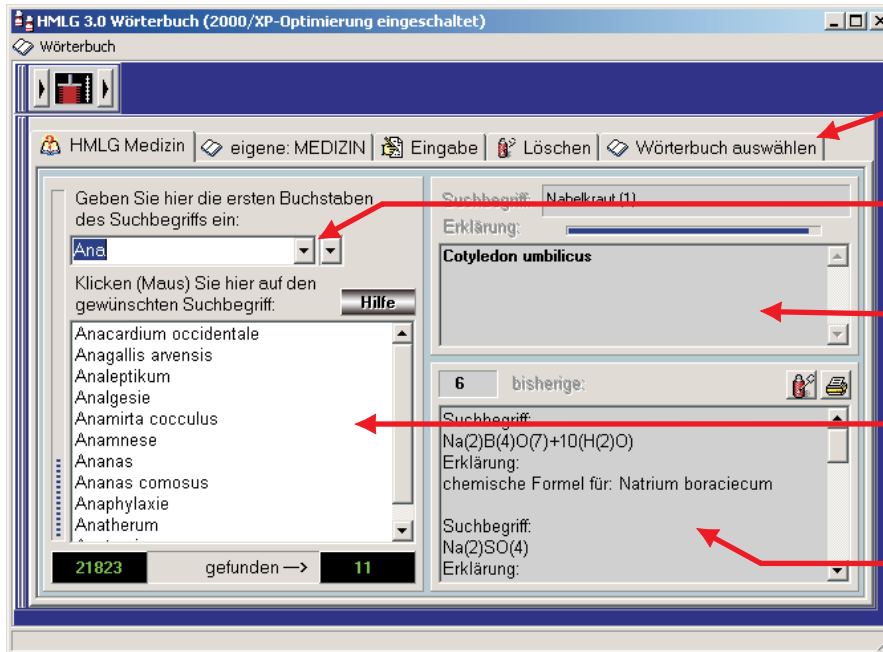 HMLG 3.0 Wörterbuch (2000/XP-Optimierung eingeschaltet)
Wörterbuch
HMLG Medizin
eigene: MEDIZIN
Eingabe
Löschen
Wörterbuch auswählen
Geben Sie hier die ersten Buchstaben
des Suchbegriffs ein:
Ana
Klicken (Maus) Sie hier auf den
gewünschten Suchbegriff:
Hilfe
Anacardium occidentale
Anagallis arvensis
Analeptikum
Analgesie
Anamirta cocculus
Anamnese
Ananas
Ananas comosus
Anaphylaxie
Anatherum
21823
gefunden —>
11
Suchbegriff:
Nabelkraut (1)
Erklärung:
Cotyledon umbilicus
6
bisherige:
Suchbegriff:
Na(2)B(4)O(7)+10(H(2)O)
Erklärung:
chemische Formel für: Natrium boraciecum
Suchbegriff:
Na(2)SO(4)
Erklärung: